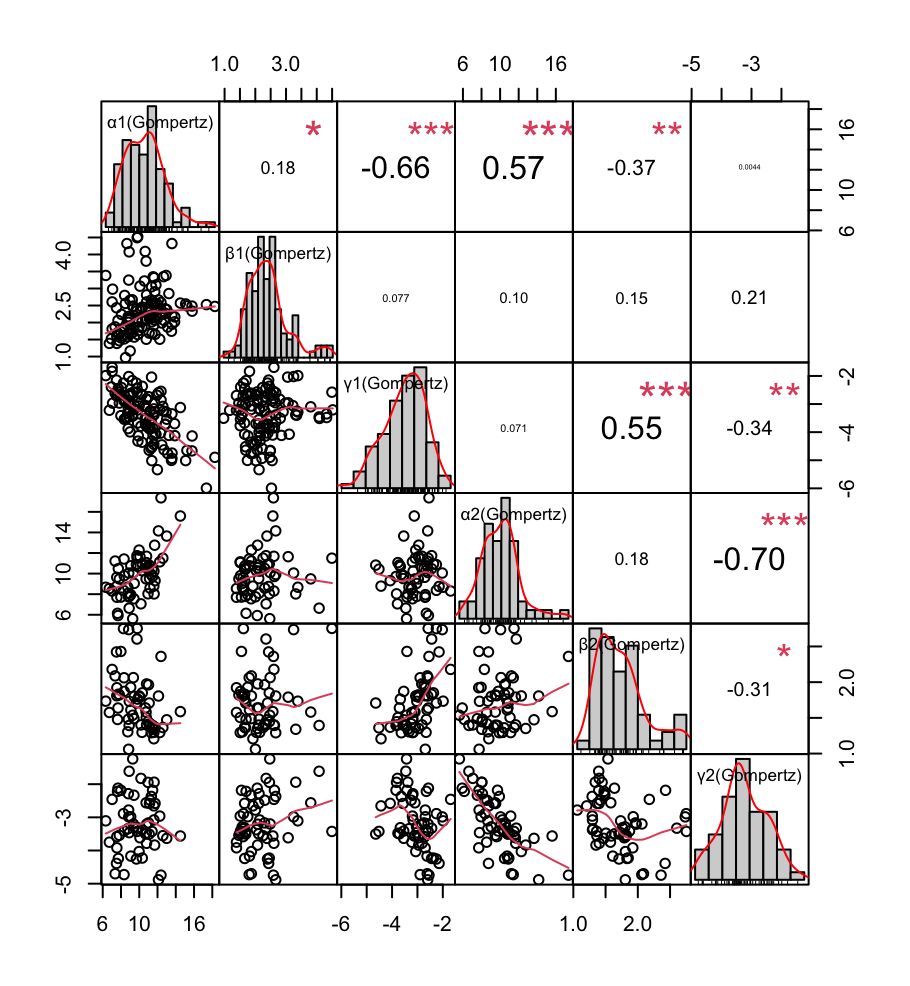 1.0 3.0 6 10 16 -5 -3
α1(Gompertz) * *** *** **
0.18 -0.66 0.57 -0.37 0.0044
16
10
6
β1(Gompertz)
0.077 0.10 0.15 0.21
4.0
2.5
1.0
γ1(Gompertz) *** **
0.071 0.55 -0.34
-2
-4
-6
α2(Gompertz) ***
0.18 -0.70
14
10
6
β2(Gompertz) *
-0.31
2.0
1.0
γ2(Gompertz)
-3
-5
6 10 16 -6 -4 -2 1.0 2.0